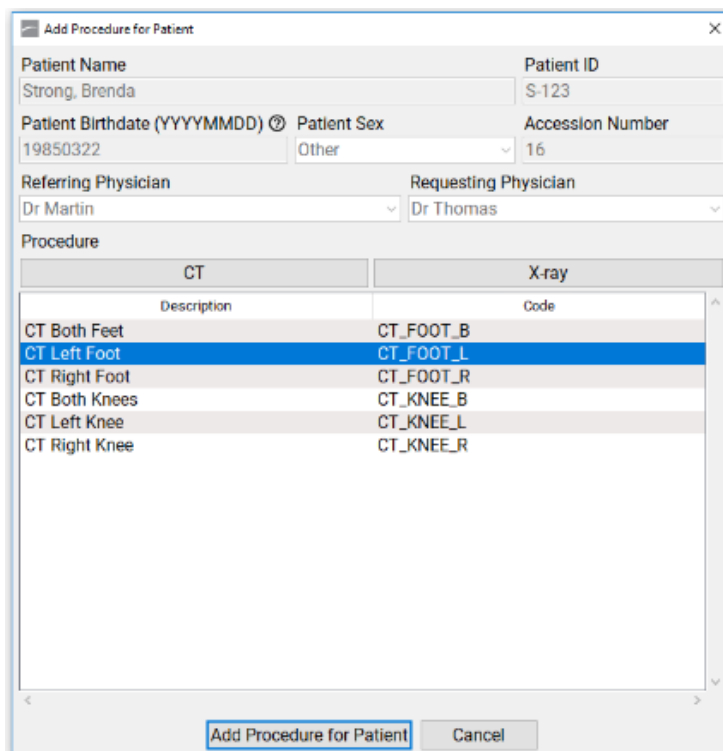 Add Procedure for Patient
Patient Name Patient ID
Strong, Brenda S-123
Patient Birthdate (YYYYMMDD) Patient Sex Accession Number
19850322 Other 16
Referring Physician Requesting Physician
Dr Martin Dr Thomas
Procedure
CT X-ray
Description Code
CT Both Feet CT_FOOT_B
CT Left Foot CT_FOOT_L
CT Right Foot CT_FOOT_R
CT Both Knees CT_KNEE_B
CT Left Knee CT_KNEE_L
CT Right Knee CT_KNEE_R
Add Procedure for Patient Cancel